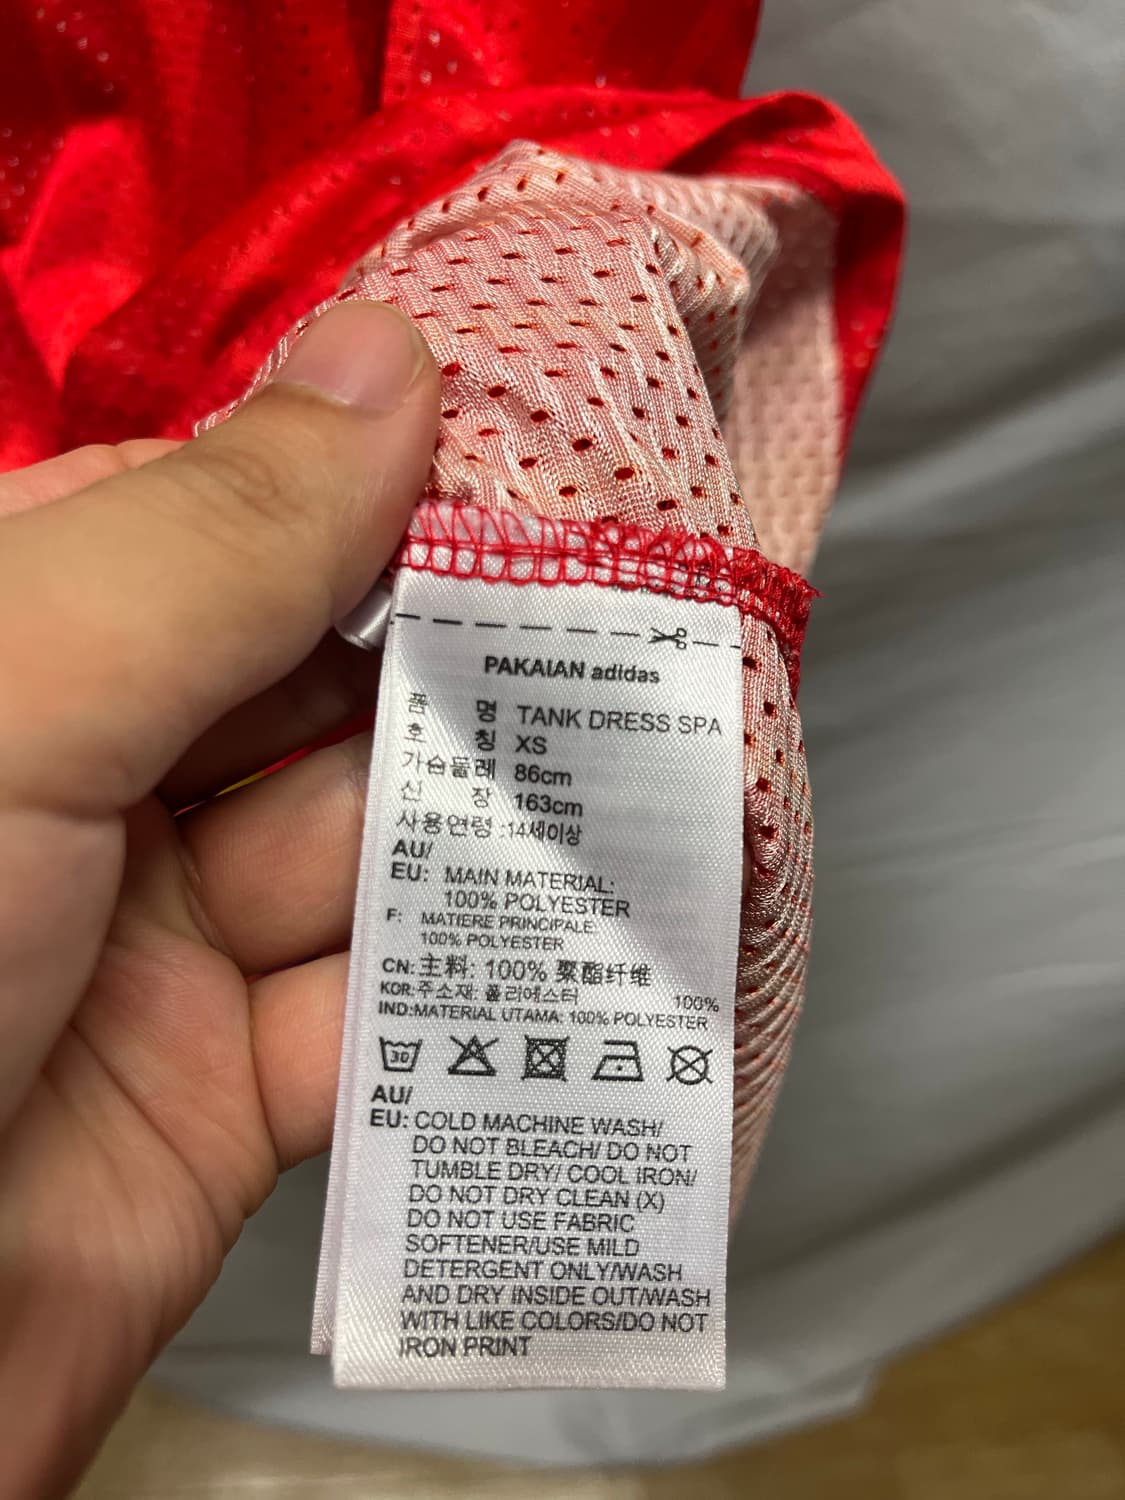 PAKAIAN adidas
품 명 TANK DRESS SPA
호 칭 XS
가슴둘레 86cm
신 장 163cm
사용연령 :14세이상
AU/
EU: MAIN MATERIAL:
100% POLYESTER
F: MATIERE PRINCIPALE
100% POLYESTER
CN:主料: 100% 聚酯纤维
KOR:주소재: 폴리에스터 100%
IND:MATERIAL UTAMA: 100% POLYESTER
30
AU/
EU: COLD MACHINE WASH/
DO NOT BLEACH/ DO NOT
TUMBLE DRY/ COOL IRON/
DO NOT DRY CLEAN (X)
DO NOT USE FABRIC
SOFTENER/USE MILD
DETERGENT ONLY/WASH
AND DRY INSIDE OUT/WASH
WITH LIKE COLORS/DO NOT
IRON PRINT